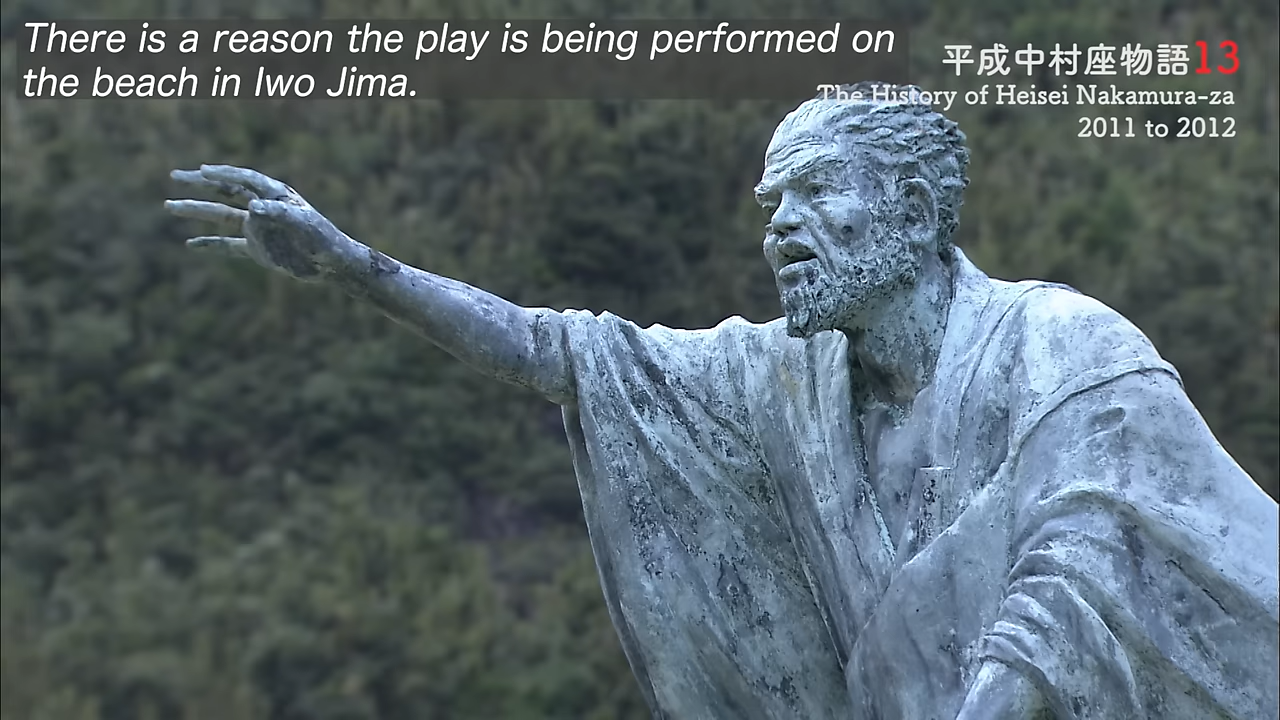 There is a reason the play is being performed on
the beach in Iwo Jima.
平成中村座物語13
The History of Heisei Nakamura-za
2011 to 2012